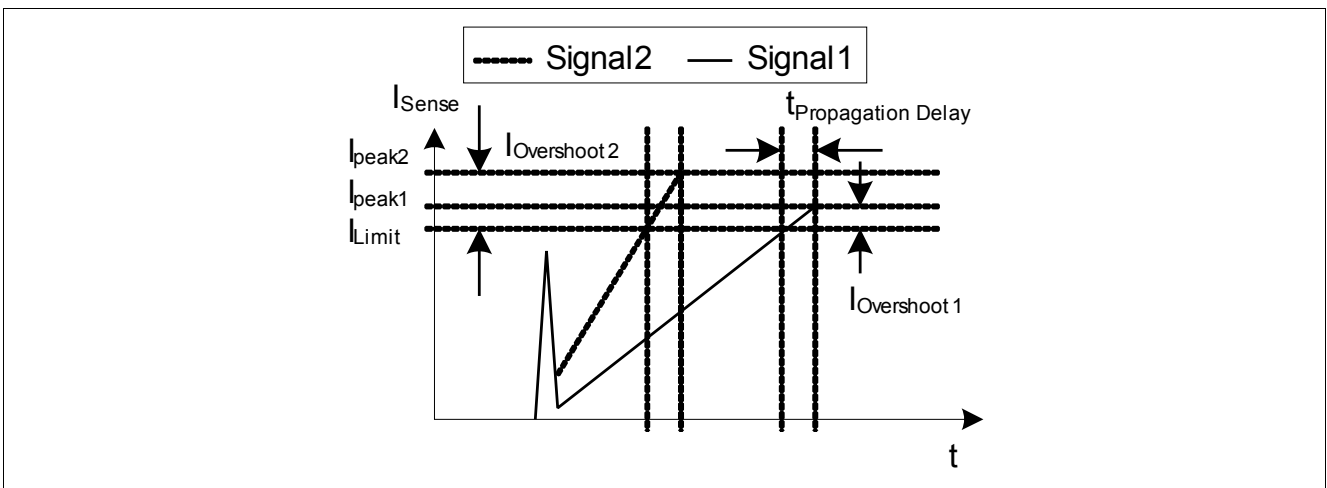 Signal2 Signal1
ISense
tPropagation Delay
Ipeak2
IOvershoot 2
Ipeak1
ILimit
IOvershoot 1
t